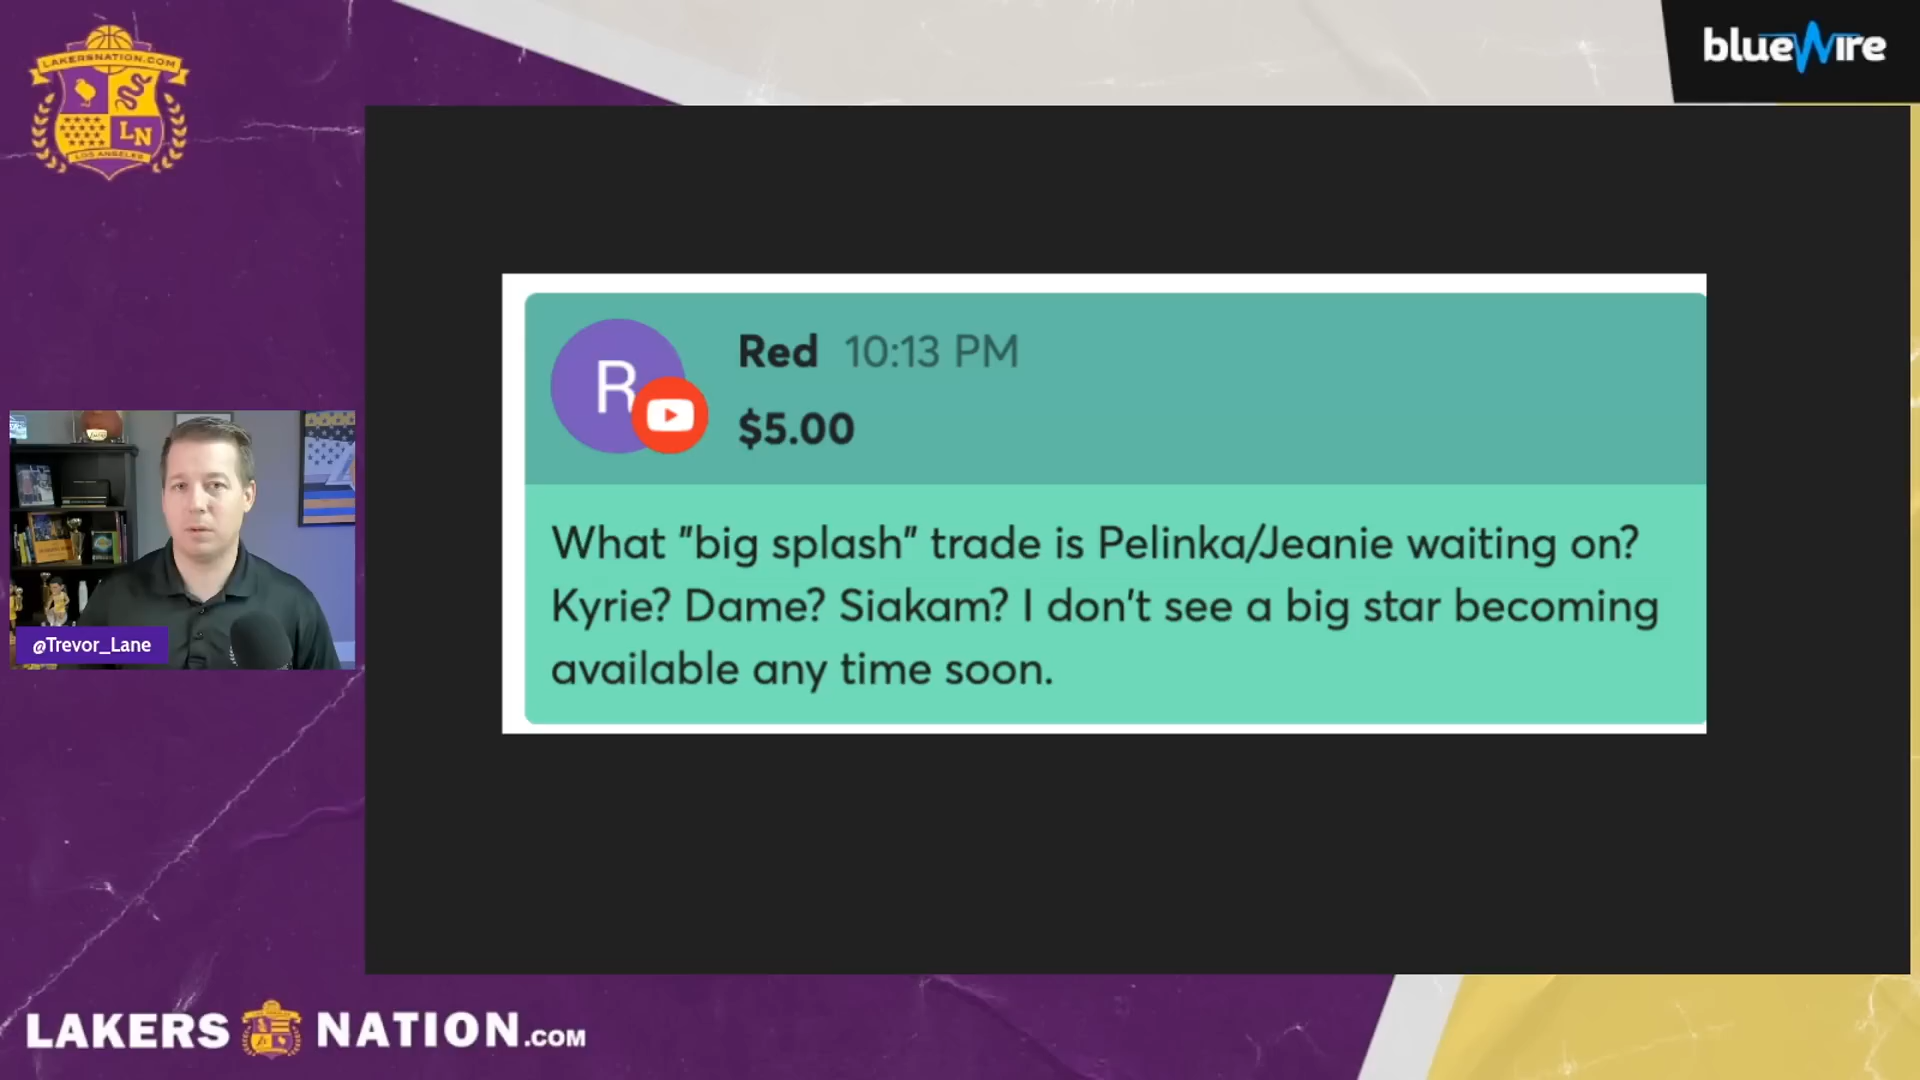 LAKERSNATION.COM
LN
LOS ANGELES
blueWire
R
Red 10:13 PM
$5.00
What "big splash" trade is Pelinka/Jeanie waiting on?
Kyrie? Dame? Siakam? I don't see a big star becoming
available any time soon.
@Trevor_Lane
LAKERS NATION.COM